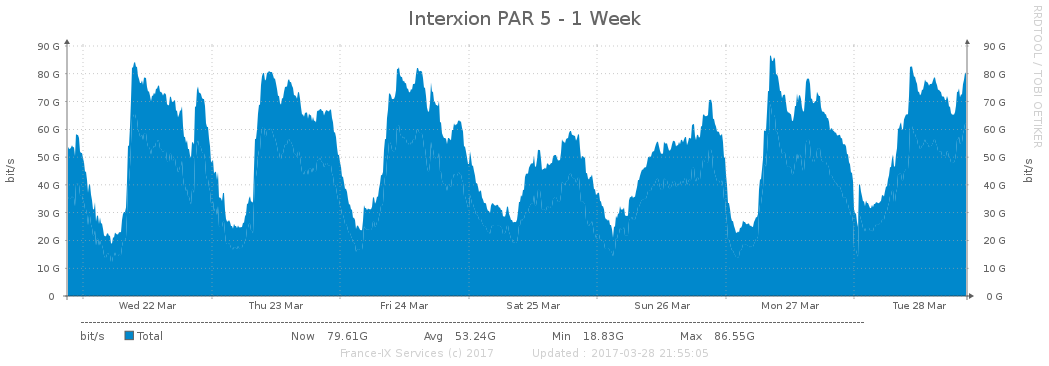 Interxion PAR 5 - 1 Week
RRDTOOL / TOBI OETIKER
90 G 90 G
80 G 80 G
70 G 70 G
60 G 60 G
50 G 50 G
40 G 40 G
30 G 30 G
20 G 20 G
10 G 10 G
0 0 G
bit/s bit/s
Wed 22 Mar Thu 23 Mar Fri 24 Mar Sat 25 Mar Sun 26 Mar Mon 27 Mar Tue 28 Mar
bit/s Total Now 79.61G Avg 53.24G Min 18.83G Max 86.55G
France-IX Services (c) 2017 Updated : 2017-03-28 21:55:05